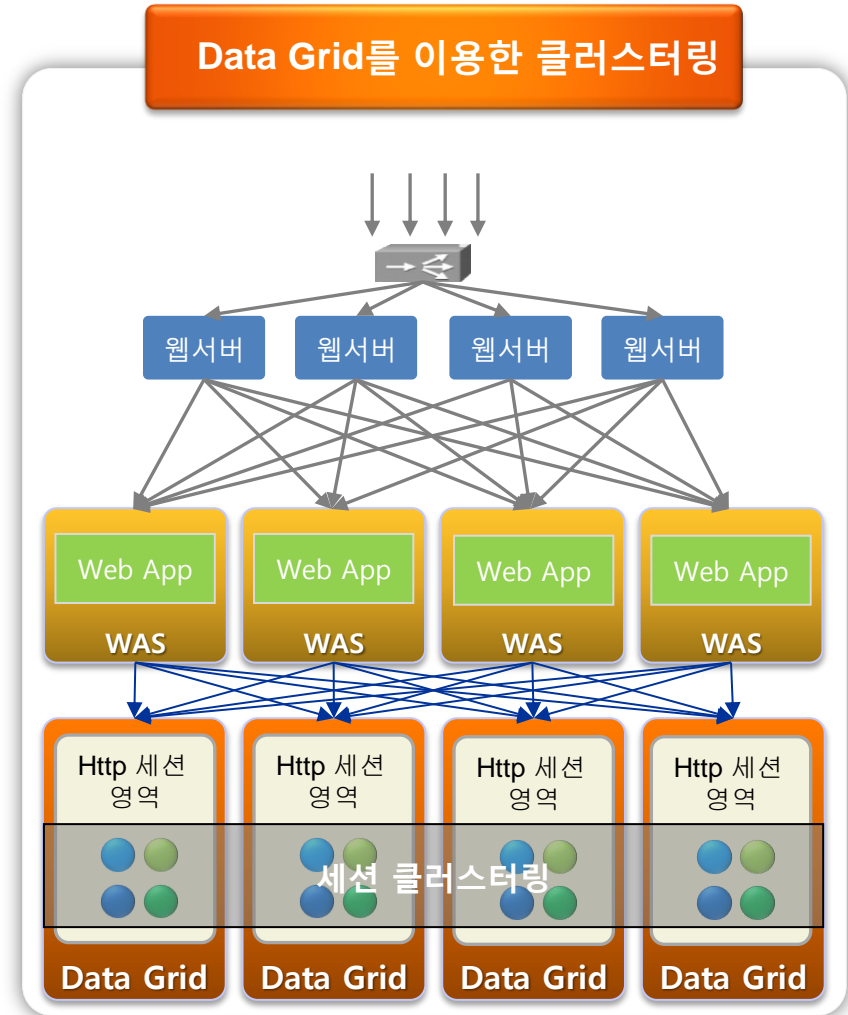 Data Grid를 이용한 클러스터링
웹서버 웹서버 웹서버 웹서버
Web App Web App Web App Web App
WAS WAS WAS WAS
Http 세션 Http 세션 Http 세션 Http 세션
영역 영역 영역 영역
세션 클러스터링
Data Grid Data Grid Data Grid Data Grid